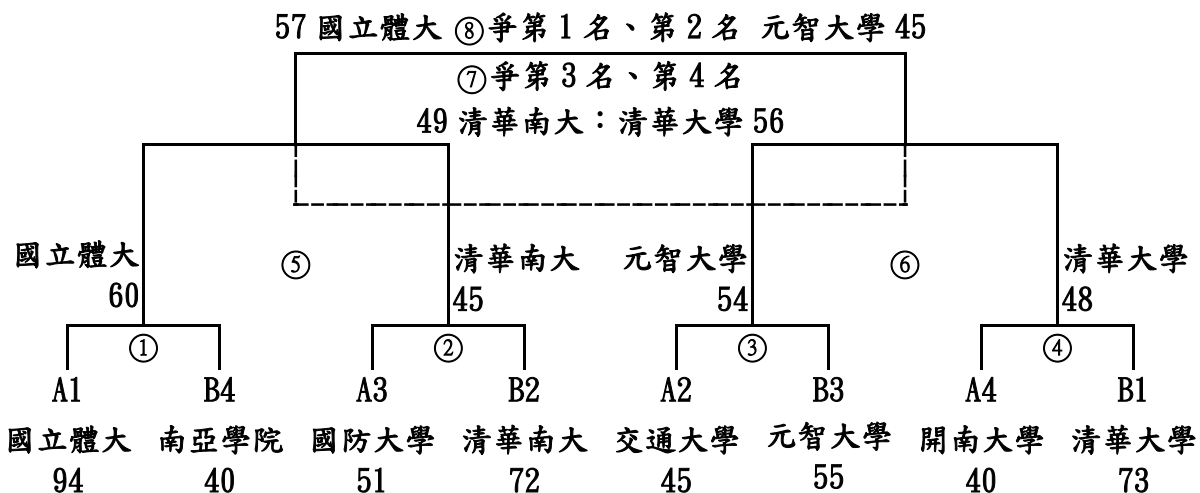 57 國立體大 ⑧爭第 1 名、第 2 名 元智大學 45
⑦爭第 3 名、第 4 名
49 清華南大：清華大學 56
國立體大 ⑤ 清華南大 元智大學 ⑥ 清華大學
60 45 54 48
① ② ③ ④
A1 B4 A3 B2 A2 B3 A4 B1
國立體大 南亞學院 國防大學 清華南大 交通大學 元智大學 開南大學 清華大學
94 40 51 72 45 55 40 73